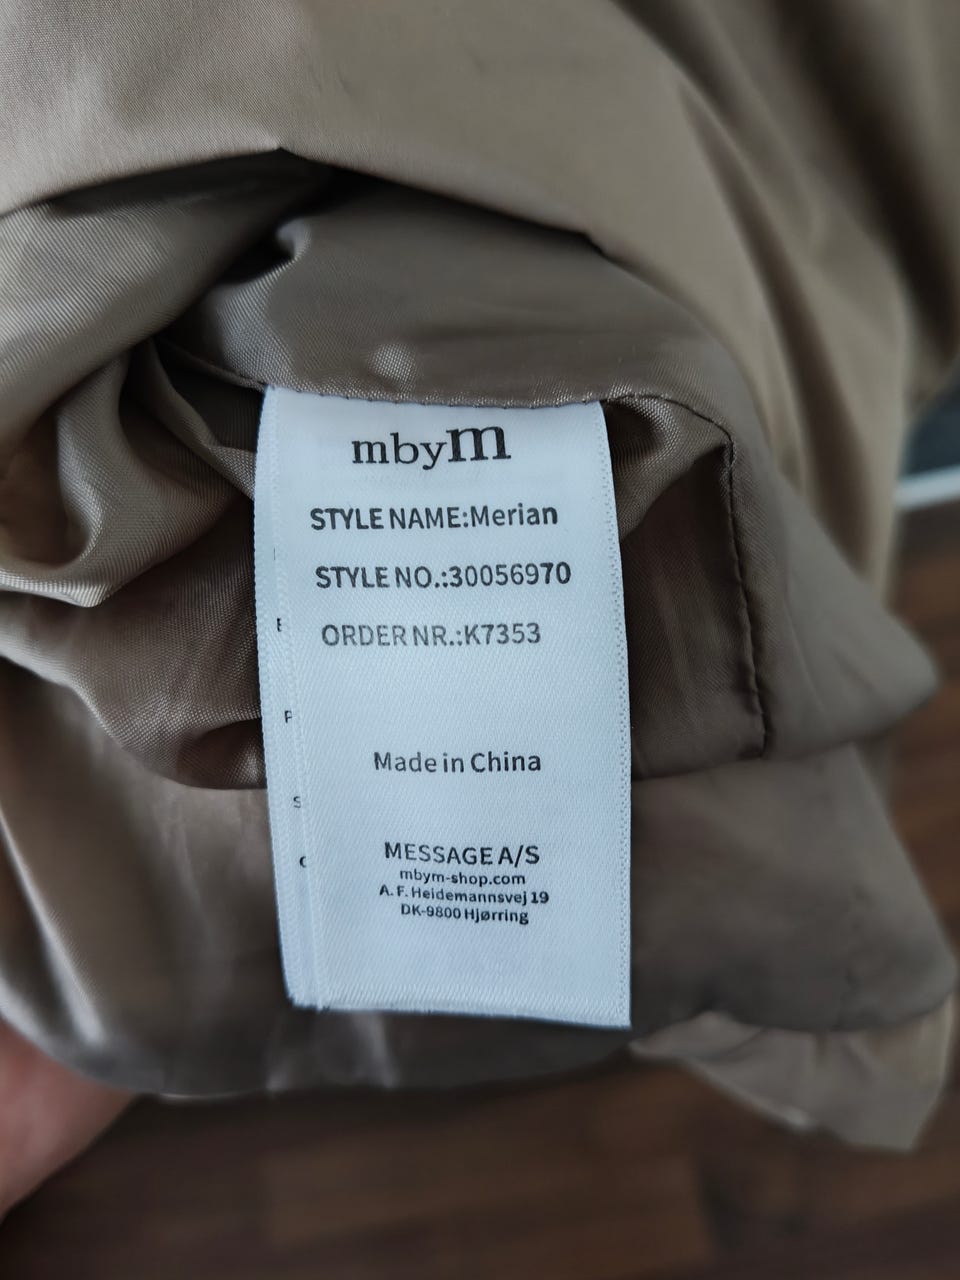 mbym
STYLE NAME:Merian
STYLE NO.:30056970
ORDER NR.:K7353
Made in China
MESSAGE A/S
mbym-shop.com
A. F. Heidemannsvej 19
DK-9800 Hjørring